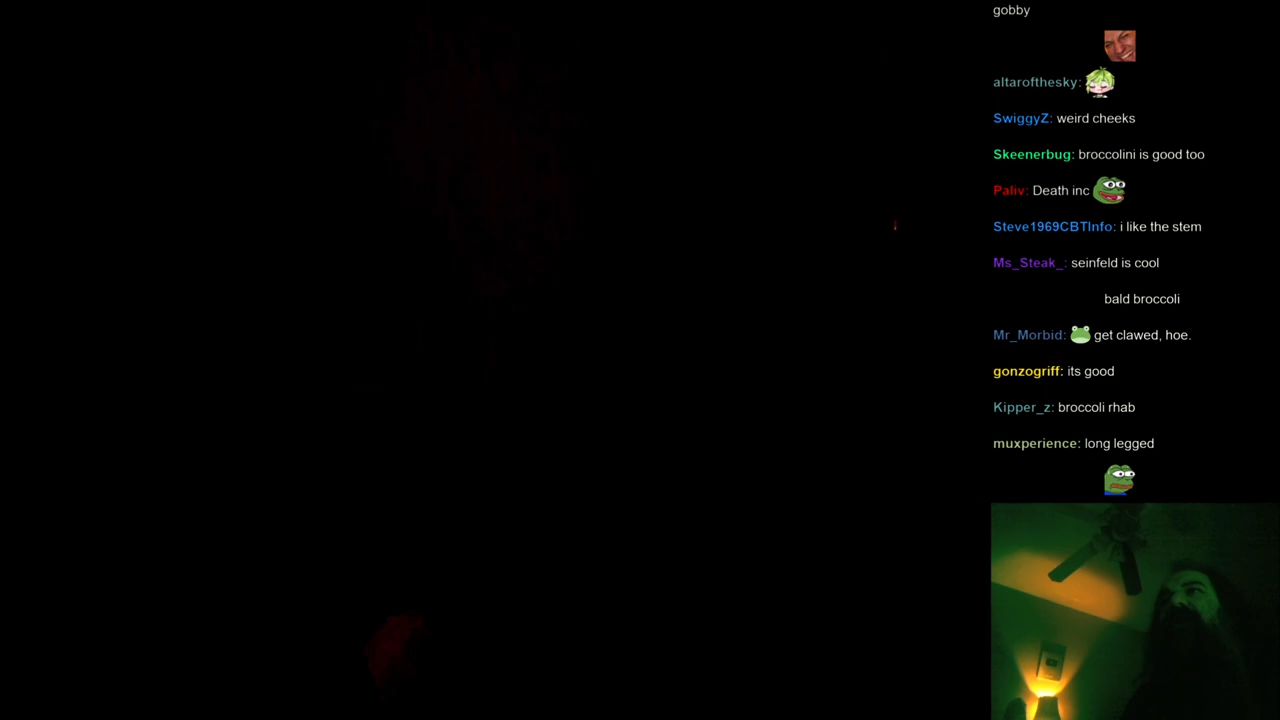 gobby
altarofthesky:
SwiggyZ: weird cheeks
Skeenerbug: broccolini is good too
Paliv: Death inc
Steve1969CBTInfo: i like the stem
Ms_Steak_: seinfeld is cool
bald broccoli
Mr_Morbid: get clawed, hoe.
gonzogriff: its good
Kipper_z: broccoli rhab
muxperience: long legged